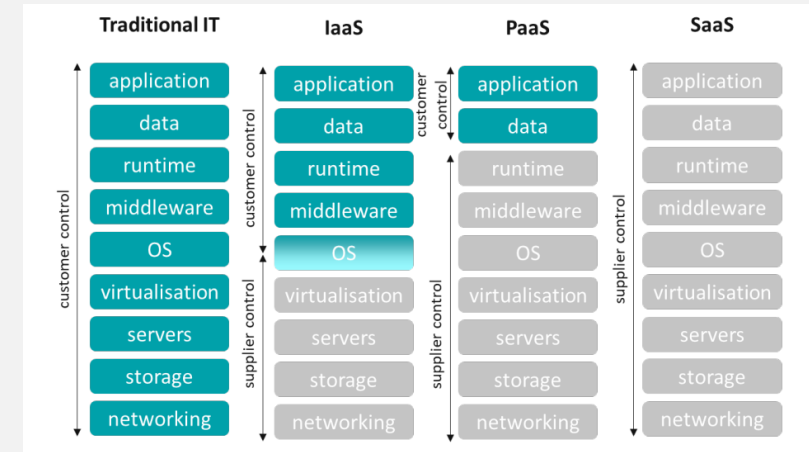 Traditional IT
application
data
runtime
middleware
OS
virtualisation
servers
storage
networking
customer control
IaaS
application
data
runtime
middleware
OS
virtualisation
servers
storage
networking
customer control
supplier control
PaaS
application
data
runtime
middleware
OS
virtualisation
servers
storage
networking
customer
control
supplier control
SaaS
application
data
runtime
middleware
OS
virtualisation
servers
storage
networking
supplier control